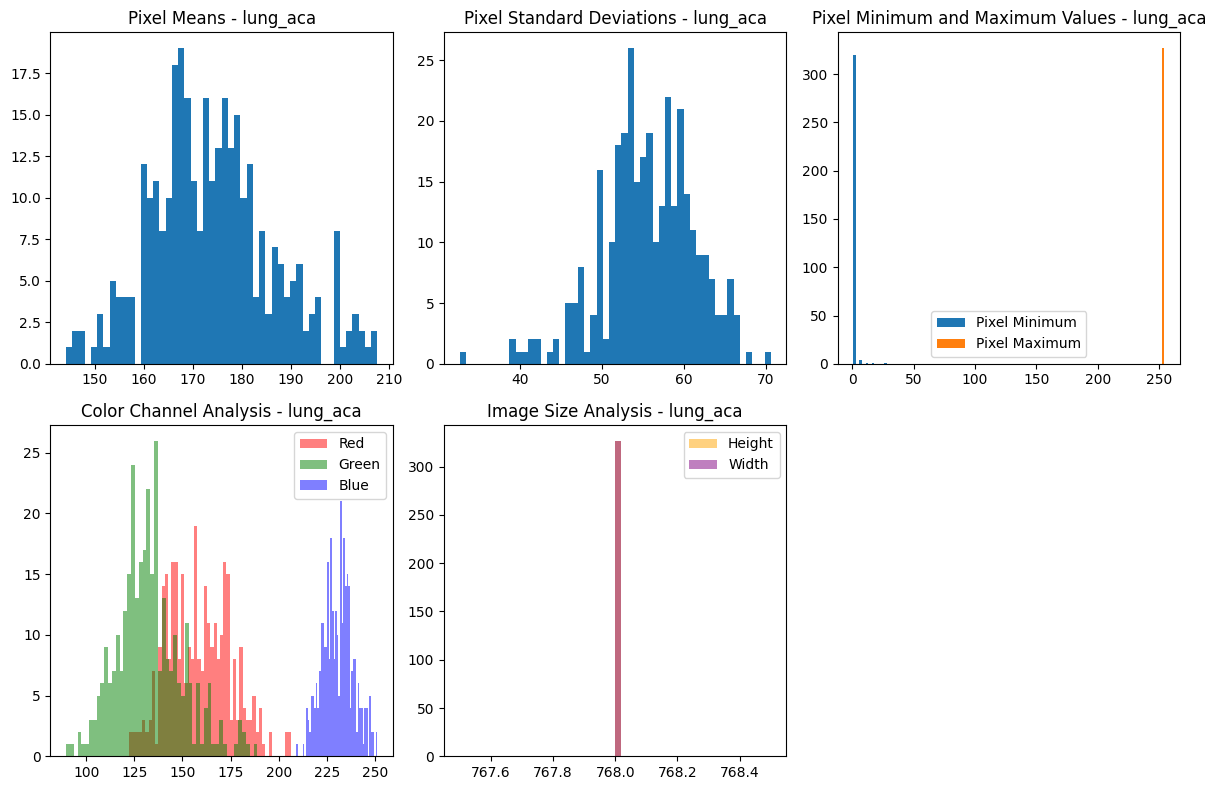 Pixel Means - lung_aca
17.5
15.0
12.5
10.0
7.5
5.0
2.5
0.0
150 160 170 180 190 200 210
Pixel Standard Deviations - lung_aca
25
20
15
10
5
0
40 50 60 70
Pixel Minimum and Maximum Values - lung_aca
300
250
200
150
100
50
0
Pixel Minimum
Pixel Maximum
0 50 100 150 200 250
Color Channel Analysis - lung_aca
25
20
15
10
5
0
Red
Green
Blue
100 125 150 175 200 225 250
Image Size Analysis - lung_aca
300
250
200
150
100
50
0
Height
Width
767.6 767.8 768.0 768.2 768.4